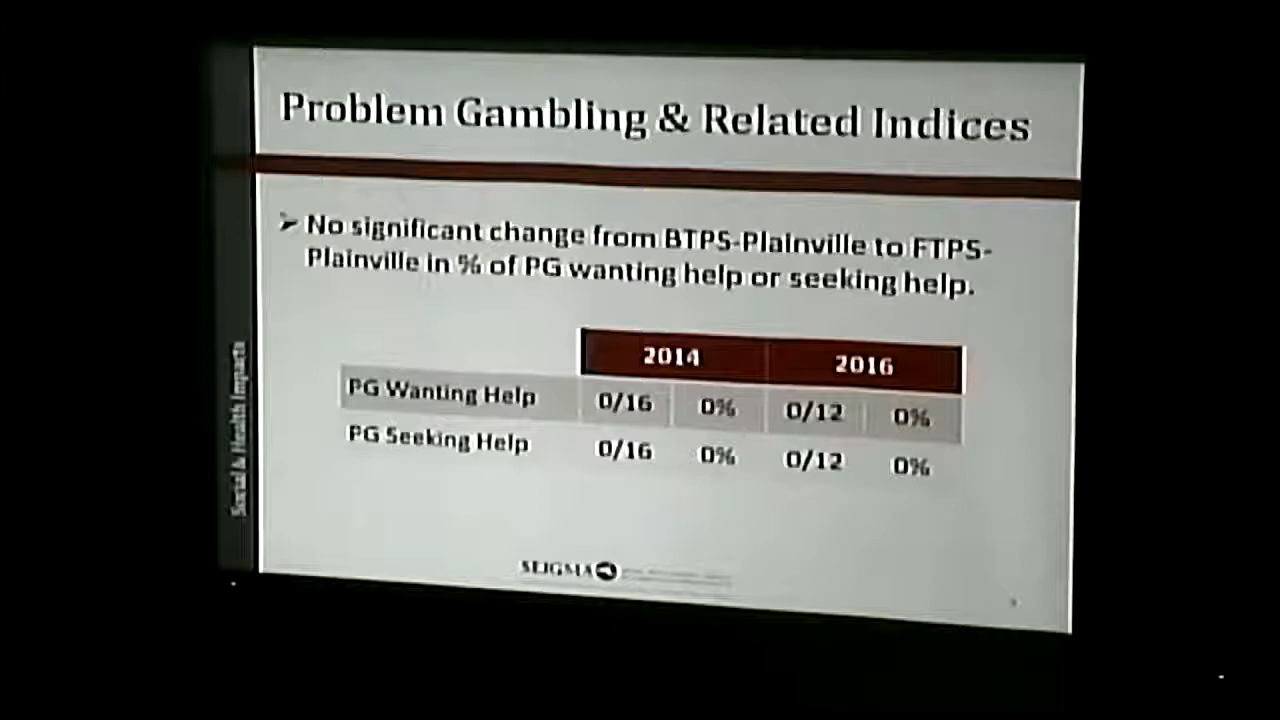 Problem Gambling & Related Indices
➢ No significant change from BTPS-Plainville to FTPS-
Plainville in % of PG wanting help or seeking help.
2014 2016
PG Wanting Help 0/16 0% 0/12 0%
PG Seeking Help 0/16 0% 0/12 0%
Social & Health Impacts
SEIGMA